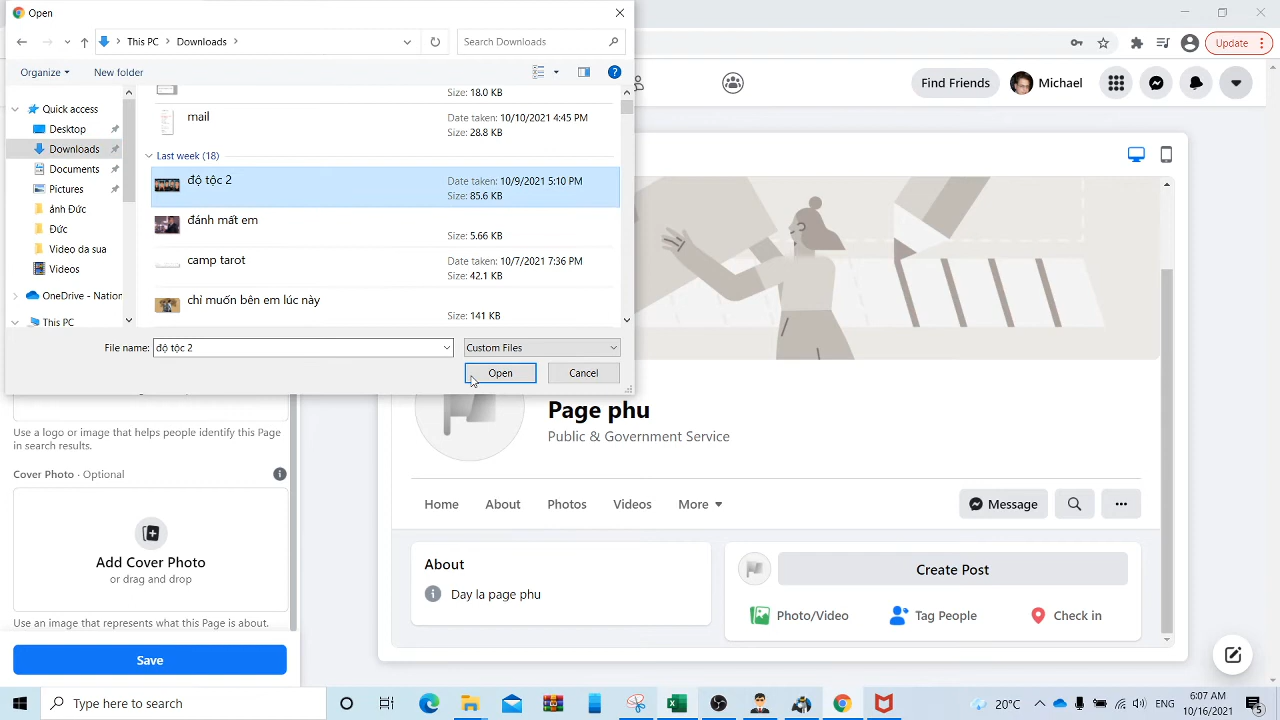 Open
This PC
Downloads
Search Downloads
Update
Organize
New folder
?
Find Friends
Michael
Quick access
Desktop
Downloads
Documents
Pictures
ảnh Đức
Đức
Video da sua
Videos
OneDrive - Nation
This PC
Size: 18.0 KB
mail
Date taken: 10/10/2021 4:45 PM
Size: 28.8 KB
Last week (18)
độ tộc 2
Date taken: 10/9/2021 5:10 PM
Size: 85.6 KB
đánh mất em
Size: 5.66 KB
camp tarot
Date taken: 10/7/2021 7:36 PM
Size: 42.1 KB
chỉ muốn bên em lúc này
Size: 141 KB
File name:
độ tộc 2
Custom Files
Open
Cancel
Use a logo or image that helps people identify this Page
in search results.
Cover Photo · Optional
Add Cover Photo
or drag and drop
Use an image that represents what this Page is about.
Save
Page phu
Public & Government Service
Home
About
Photos
Videos
More
Message
About
Day la page phu
Create Post
Photo/Video
Tag People
Check in
Type here to search
20°C
ENG
6:07 AM
10/16/2021
5